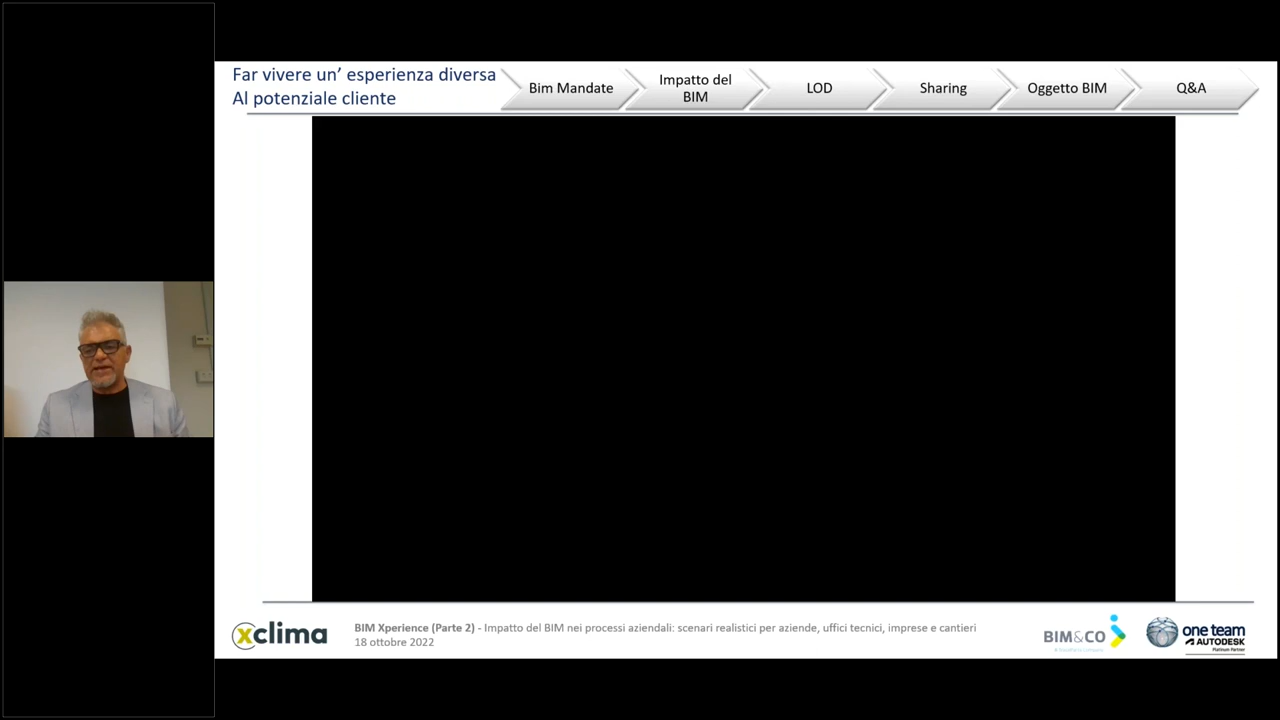 Far vivere un’ esperienza diversa
Al potenziale cliente
Bim Mandate
Impatto del
BIM
LOD
Sharing
Oggetto BIM
Q&A
xclima
BIM Xperience (Parte 2) - Impatto del BIM nei processi aziendali: scenari realistici per aziende, uffici tecnici, imprese e cantieri
18 ottobre 2022
BIM&CO
one team
AUTODESK
Platinum Partner